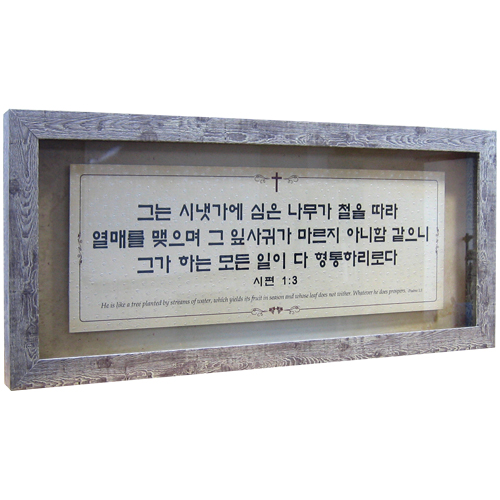 그는 시냇가에 심은 나무가 철을 따라
열매를 맺으며 그 잎사귀가 마르지 아니함 같으니
그가 하는 모든 일이 다 형통하리로다
시편 1:3
He is like a tree planted by streams of water, which yields its fruit in season and whose leaf does not wither. Whatever he does prospers. Psalms 1:3